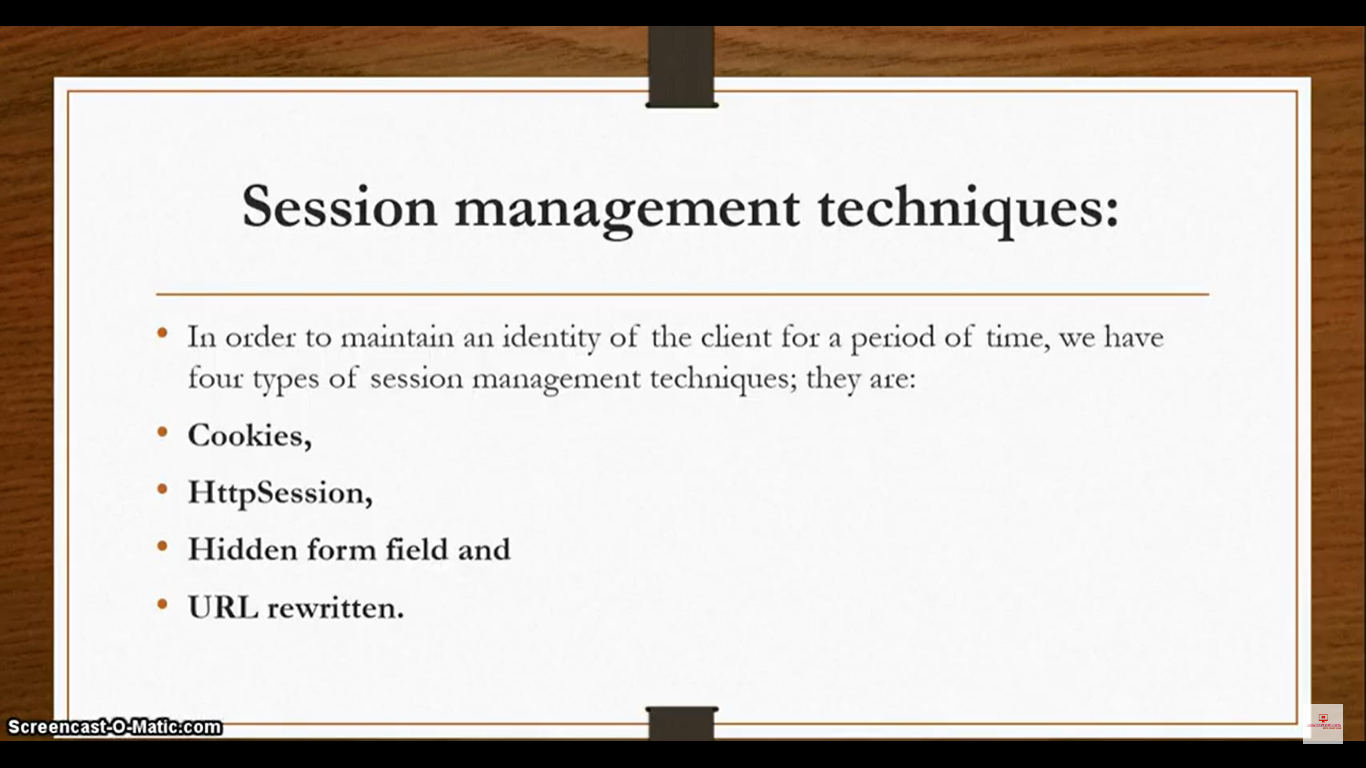 Session management techniques:
• In order to maintain an identity of the client for a period of time, we have
four types of session management techniques; they are:
• Cookies,
• HttpSession,
• Hidden form field and
• URL rewritten.
Screencast-O-Matic.com